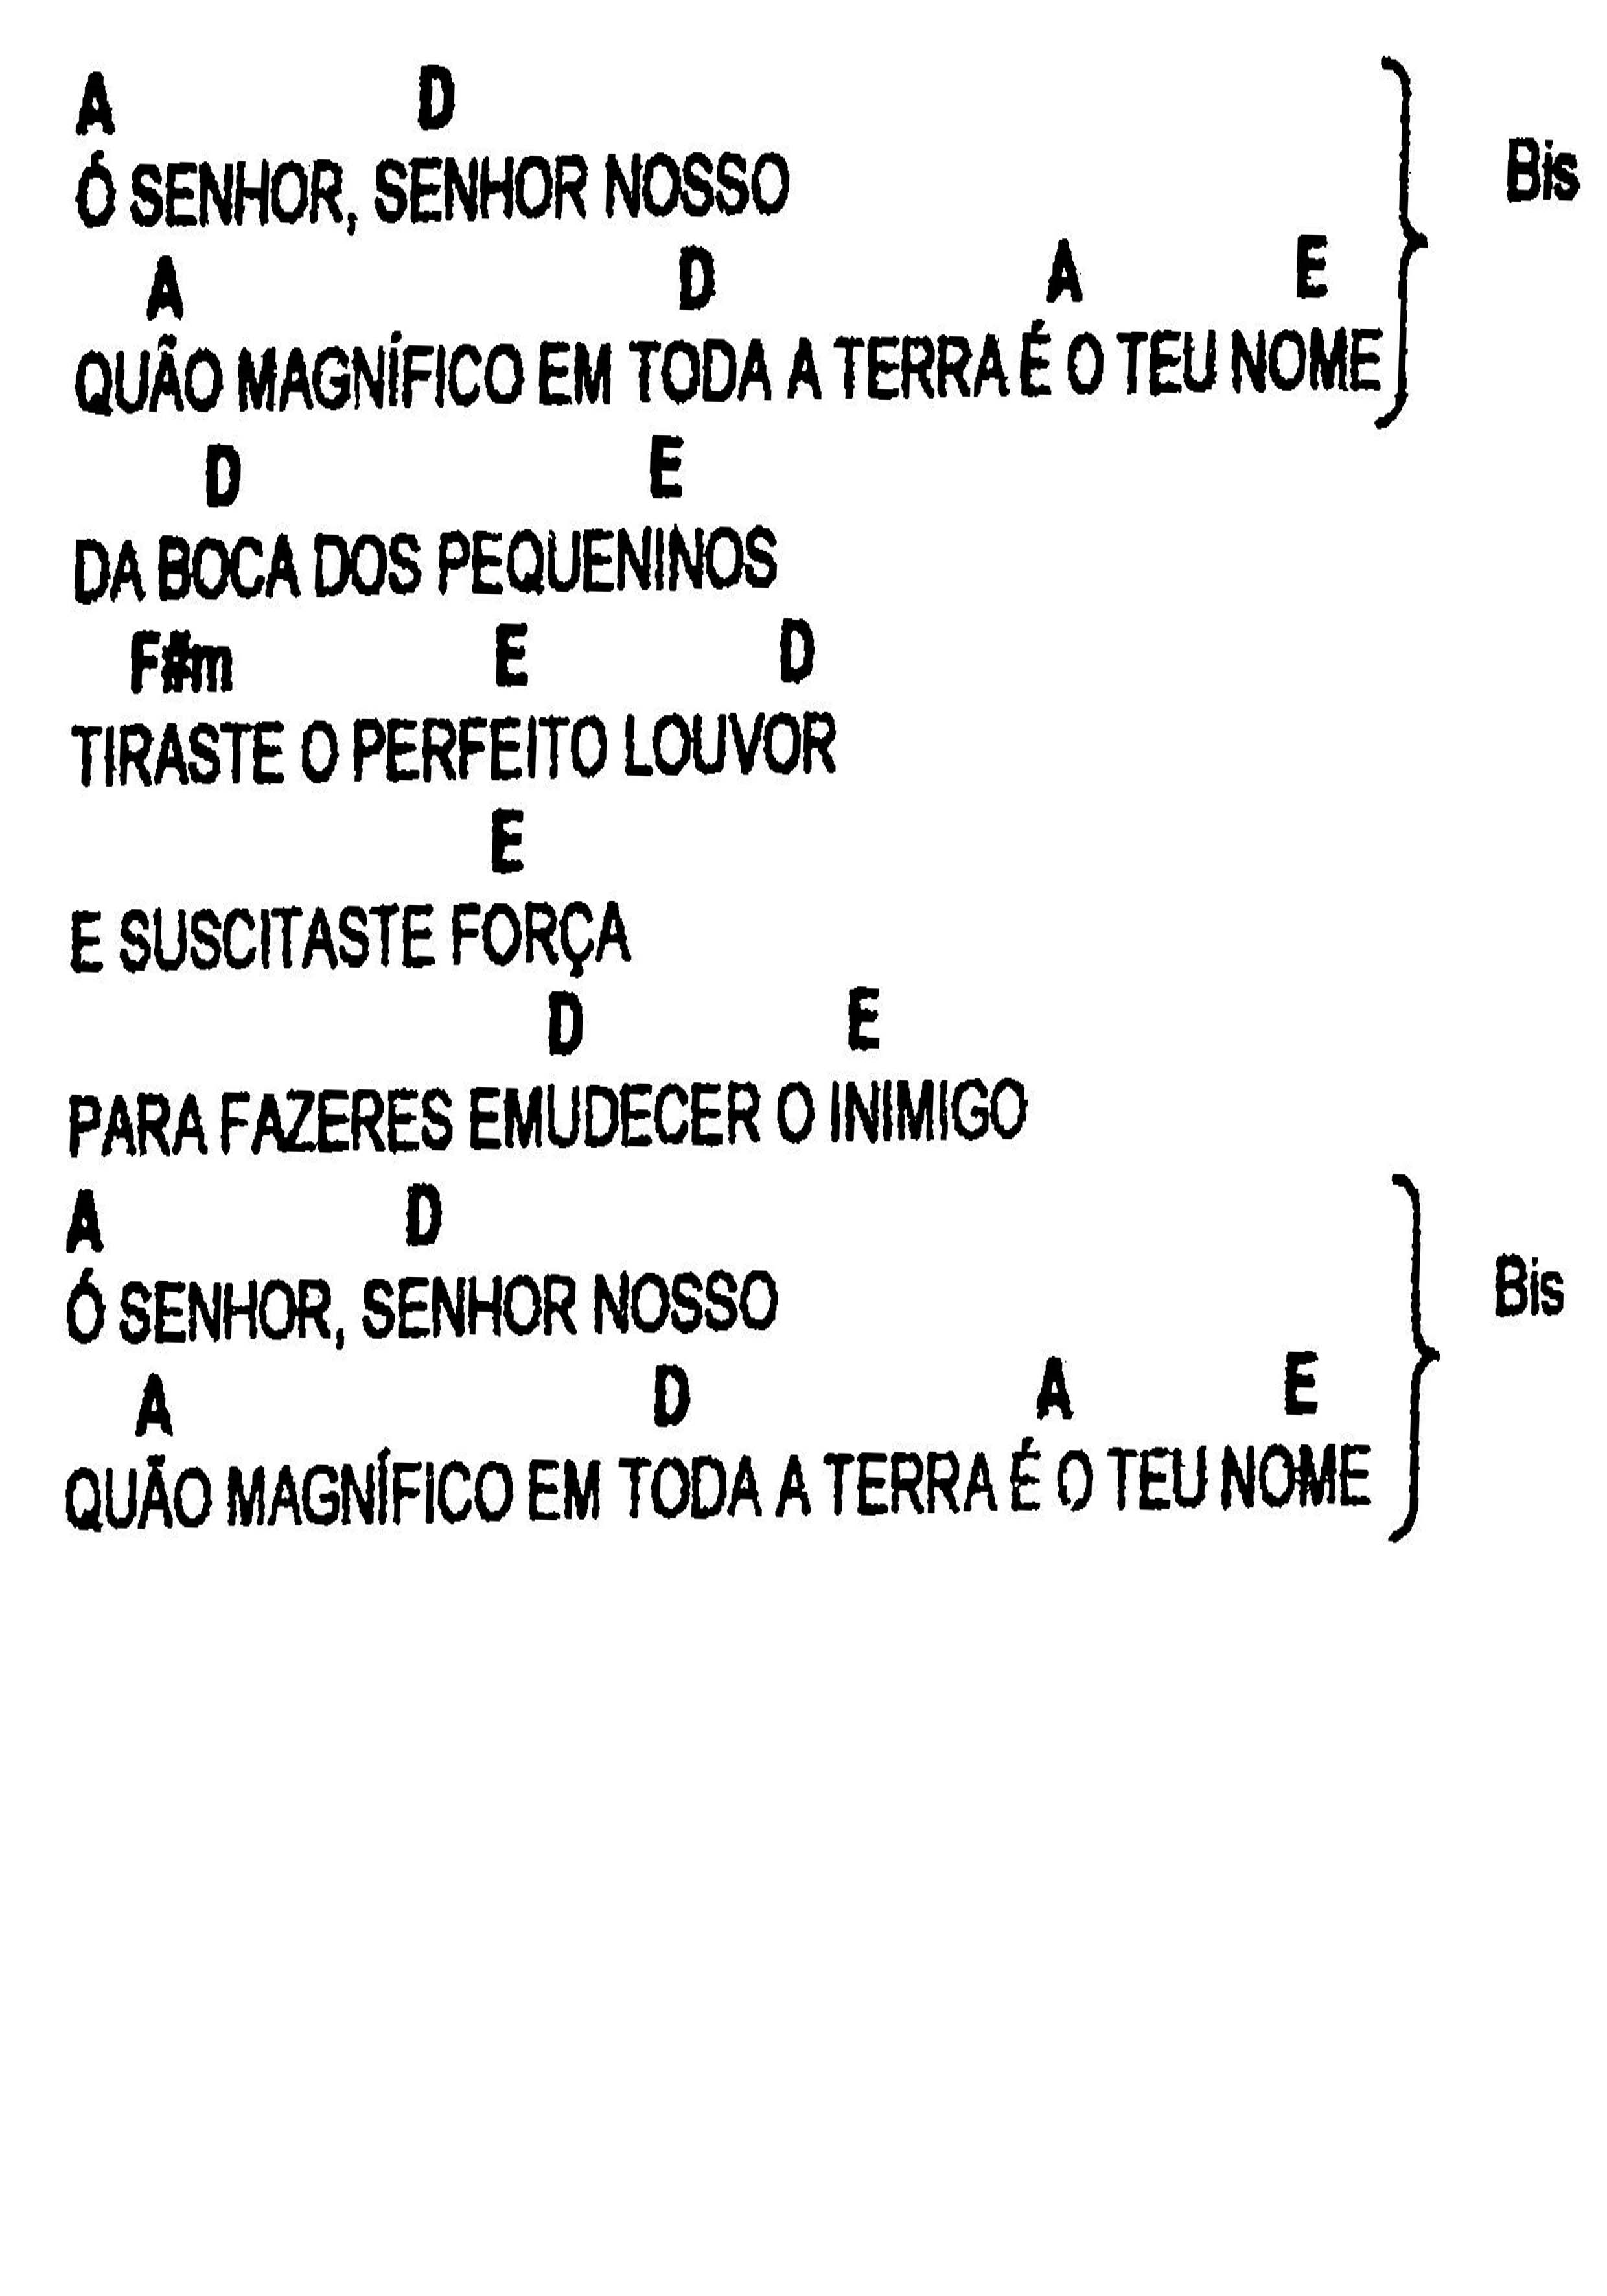 A D
Ó SENHOR, SENHOR NOSSO Bis
A D A E
QUÃO MAGNÍFICO EM TODA A TERRA É O TEU NOME
D E
DA BOCA DOS PEQUENINOS
F#m E D
TIRASTE O PERFEITO LOUVOR
E
E SUSCITASTE FORÇA
D E
PARA FAZERES EMUDECER O INIMIGO
A D
Ó SENHOR, SENHOR NOSSO Bis
A D A E
QUÃO MAGNÍFICO EM TODA A TERRA É O TEU NOME